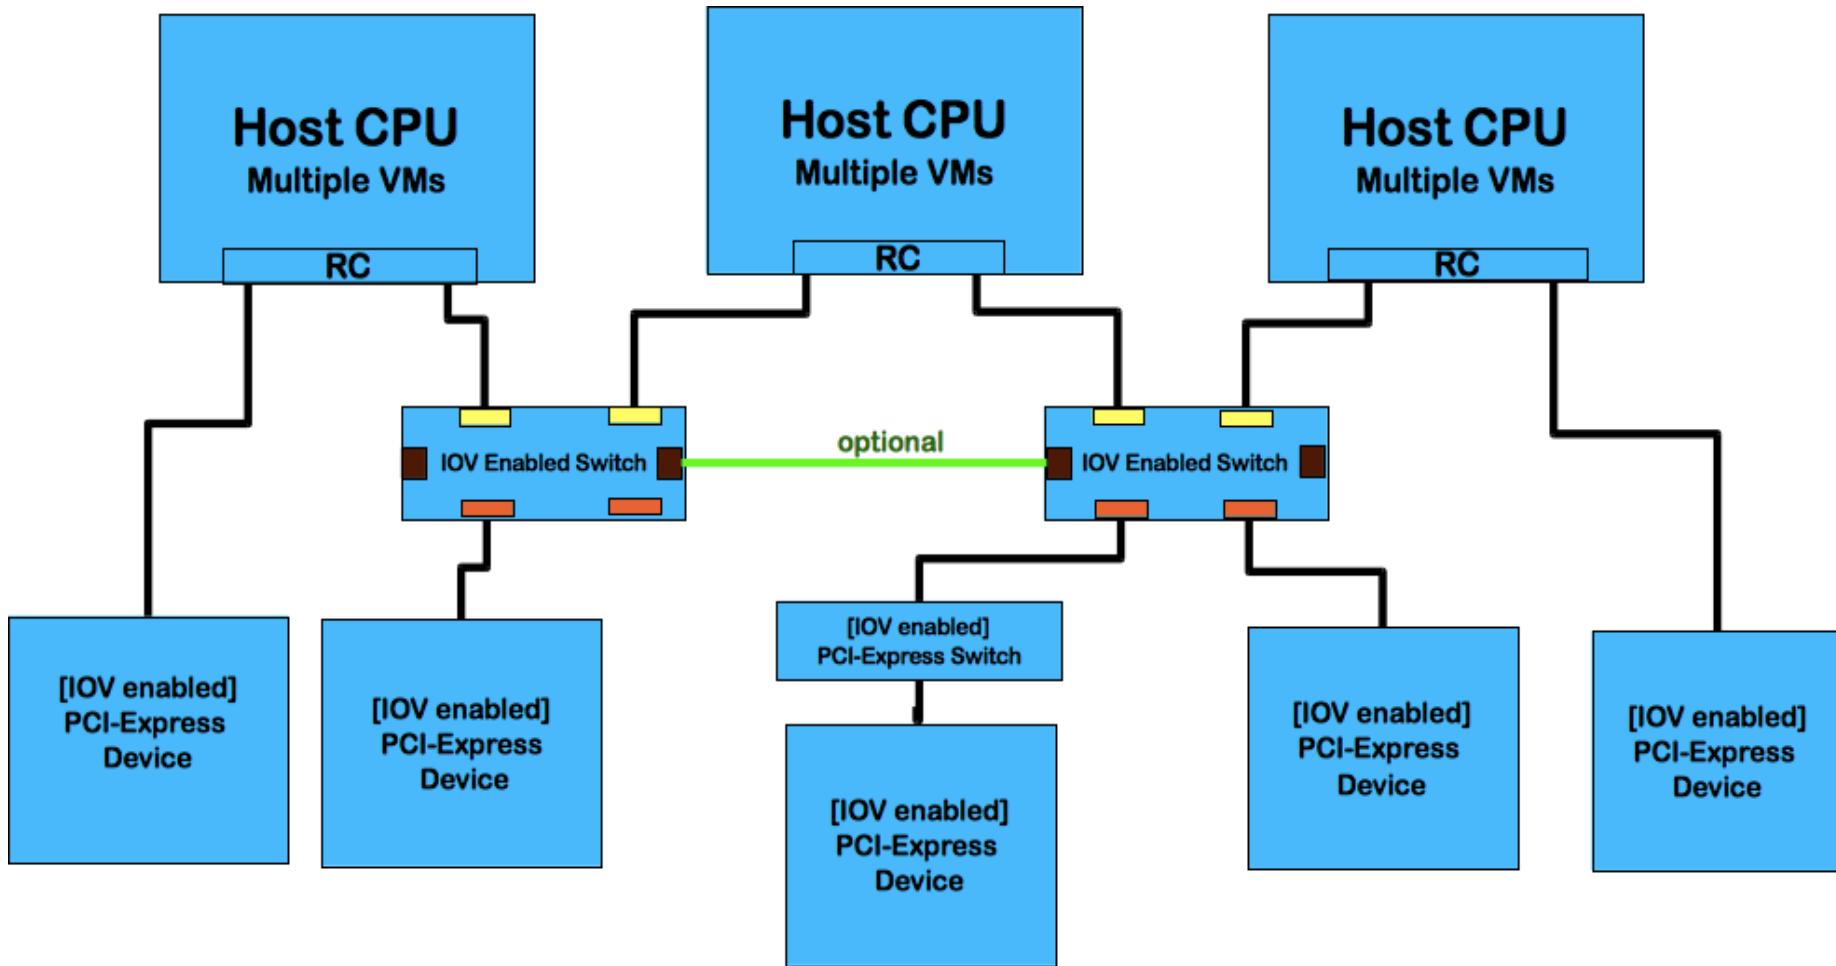 Host CPU
Multiple VMs
RC
Host CPU
Multiple VMs
RC
Host CPU
Multiple VMs
RC
IOV Enabled Switch
optional
IOV Enabled Switch
[IOV enabled]
PCI-Express
Device
[IOV enabled]
PCI-Express
Device
[IOV enabled]
PCI-Express Switch
[IOV enabled]
PCI-Express
Device
[IOV enabled]
PCI-Express
Device
[IOV enabled]
PCI-Express
Device